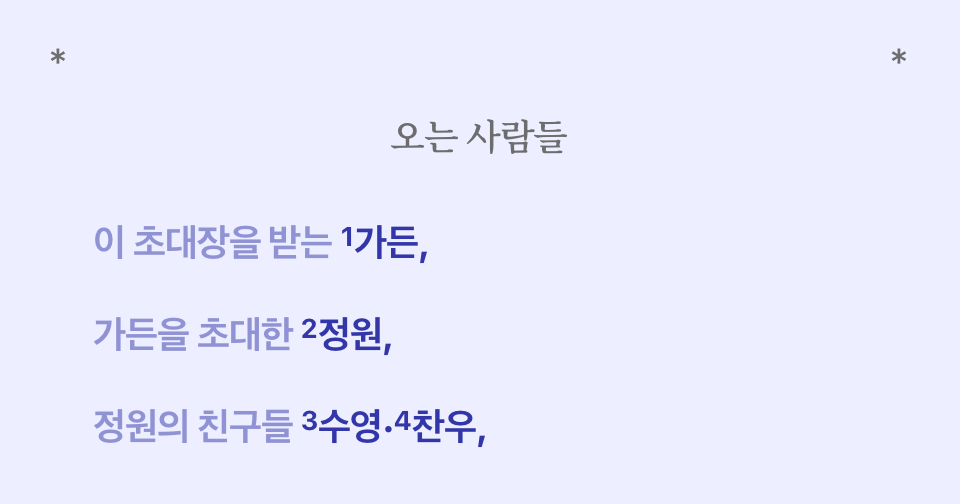 * *
오는 사람들
이 초대장을 받는 ¹가든,
가든을 초대한 ²정원,
정원의 친구들 ³수영·⁴찬우,